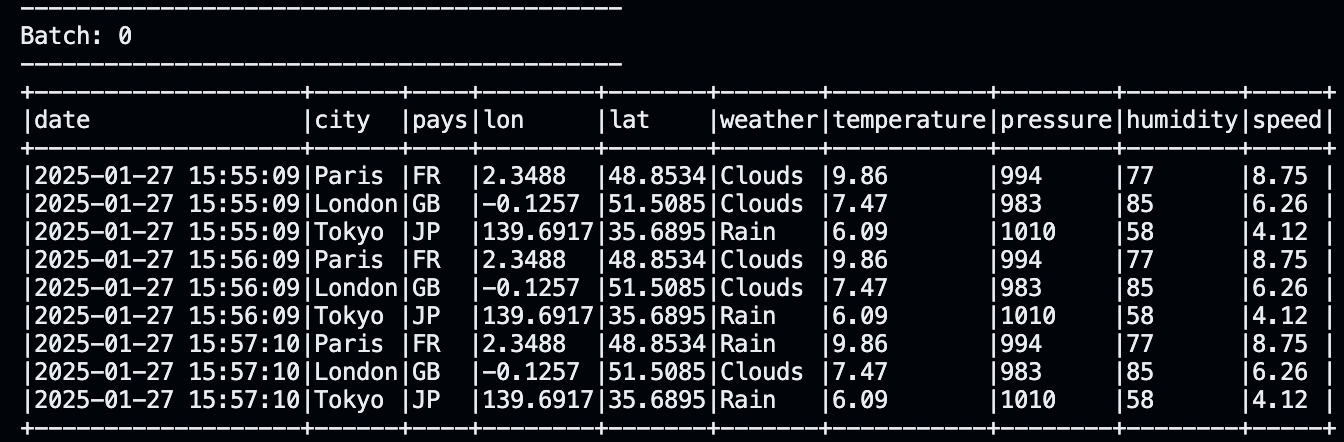 -------------------------------------------
Batch: 0
-------------------------------------------
+-------------------+------+----+--------+-------+-------+-----------+--------+--------+-----+
|date               |city  |pays|lon     |lat    |weather|temperature|pressure|humidity|speed|
+-------------------+------+----+--------+-------+-------+-----------+--------+--------+-----+
|2025-01-27 15:55:09|Paris |FR  |2.3488  |48.8534|Clouds |9.86       |994     |77      |8.75 |
|2025-01-27 15:55:09|London|GB  |-0.1257 |51.5085|Clouds |7.47       |983     |85      |6.26 |
|2025-01-27 15:55:09|Tokyo |JP  |139.6917|35.6895|Rain   |6.09       |1010    |58      |4.12 |
|2025-01-27 15:56:09|Paris |FR  |2.3488  |48.8534|Clouds |9.86       |994     |77      |8.75 |
|2025-01-27 15:56:09|London|GB  |-0.1257 |51.5085|Clouds |7.47       |983     |85      |6.26 |
|2025-01-27 15:56:09|Tokyo |JP  |139.6917|35.6895|Rain   |6.09       |1010    |58      |4.12 |
|2025-01-27 15:57:10|Paris |FR  |2.3488  |48.8534|Rain   |9.86       |994     |77      |8.75 |
|2025-01-27 15:57:10|London|GB  |-0.1257 |51.5085|Clouds |7.47       |983     |85      |6.26 |
|2025-01-27 15:57:10|Tokyo |JP  |139.6917|35.6895|Rain   |6.09       |1010    |58      |4.12 |
+-------------------+------+----+--------+-------+-------+-----------+--------+--------+-----+